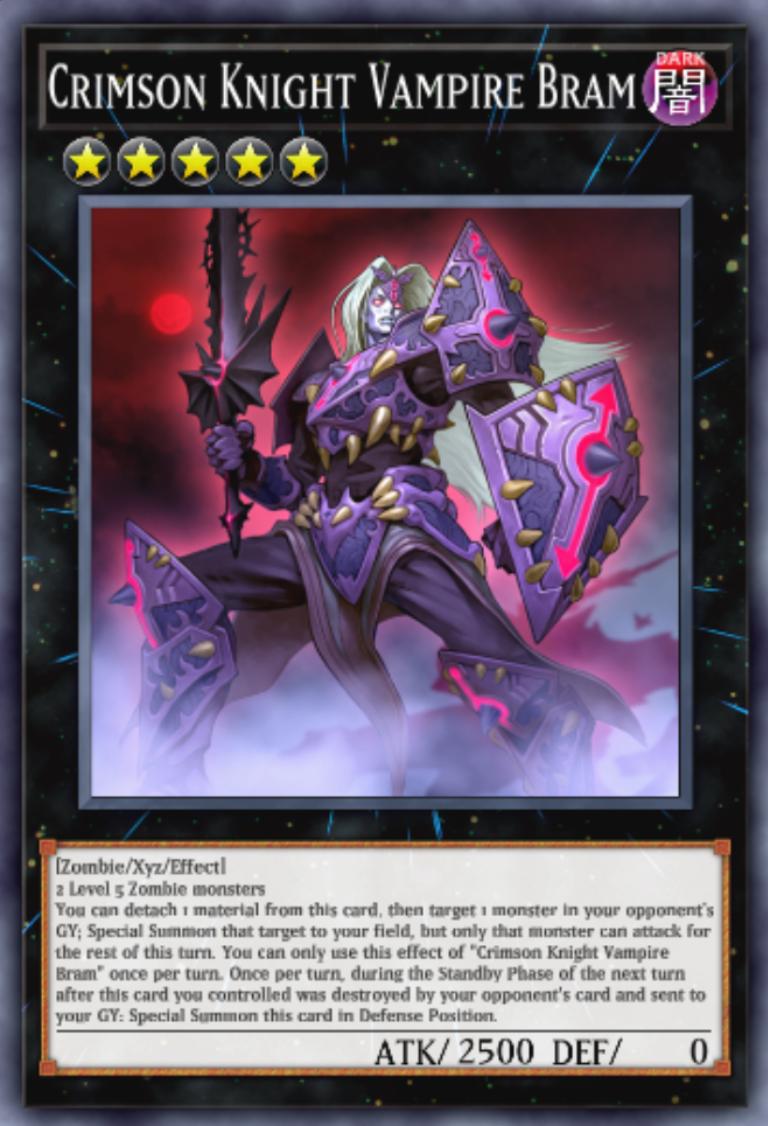 Crimson Knight Vampire Bram
DARK
闇
[Zombie/Xyz/Effect]
2 Level 5 Zombie monsters
You can detach 1 material from this card, then target 1 monster in your opponent's
GY; Special Summon that target to your field, but only that monster can attack for
the rest of this turn. You can only use this effect of "Crimson Knight Vampire
Bram" once per turn. Once per turn, during the Standby Phase of the next turn
after this card you controlled was destroyed by your opponent's card and sent to
your GY: Special Summon this card in Defense Position.
ATK/ 2500 DEF/ 0